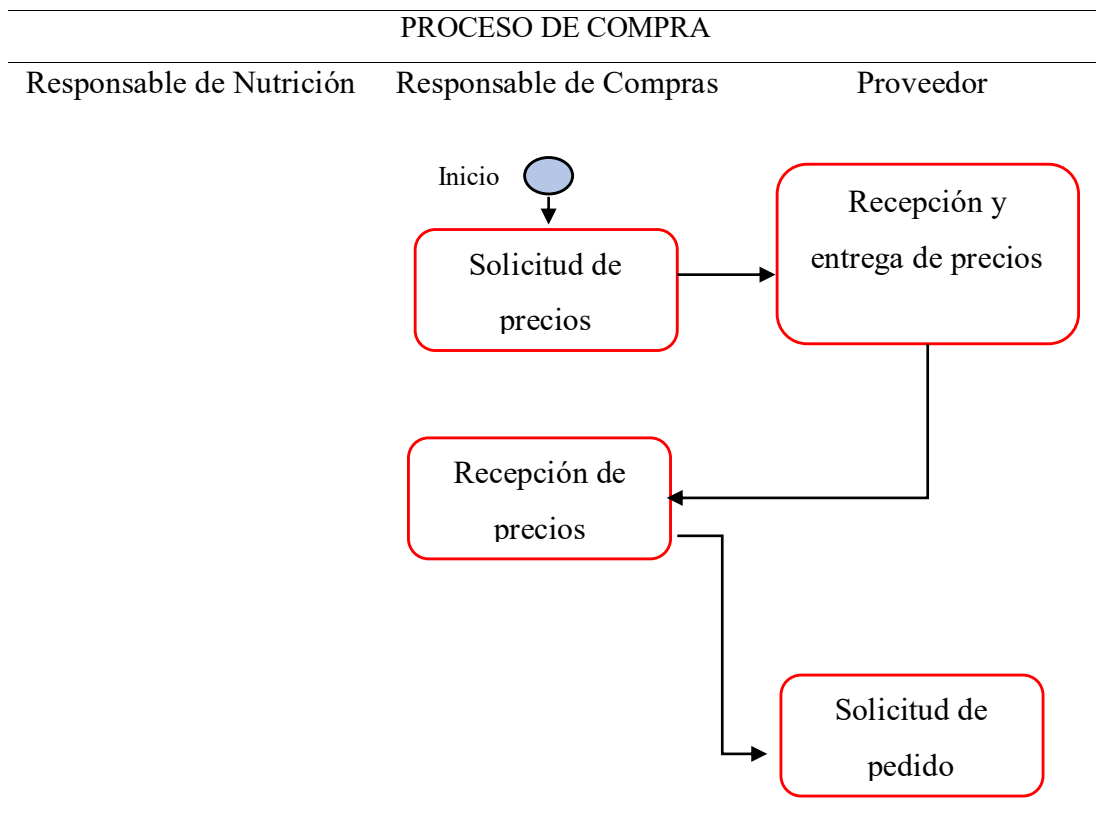 PROCESO DE COMPRA
Responsable de Nutrición
Responsable de Compras
Proveedor
Inicio
Solicitud de
precios
Recepción y
entrega de precios
Recepción de
precios
Solicitud de
pedido